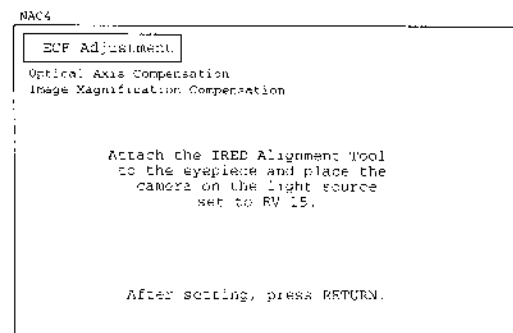 NAC4
ECF Adjustment
Optical Axis Compensation
Image Magnification Compensation
Attach the IRED Alignment Tool
to the eyepiece and place the
camera on the light source
set to EV 15.
After setting, press RETURN.